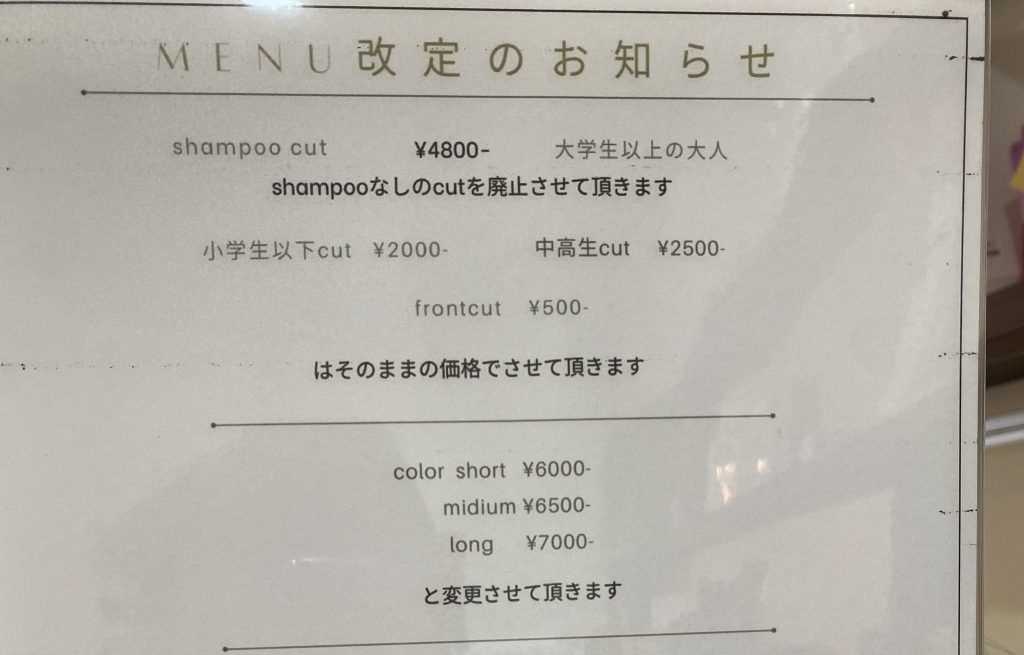 MENU改定のお知らせ
shampoo cut ¥4800- 大学生以上の大人
shampooなしのcutを廃止させて頂きます
小学生以下cut ¥2000- 中高生cut ¥2500-
frontcut ¥500-
はそのままの価格でさせて頂きます
color short ¥6000-
midium ¥6500-
long ¥7000-
と変更させて頂きます